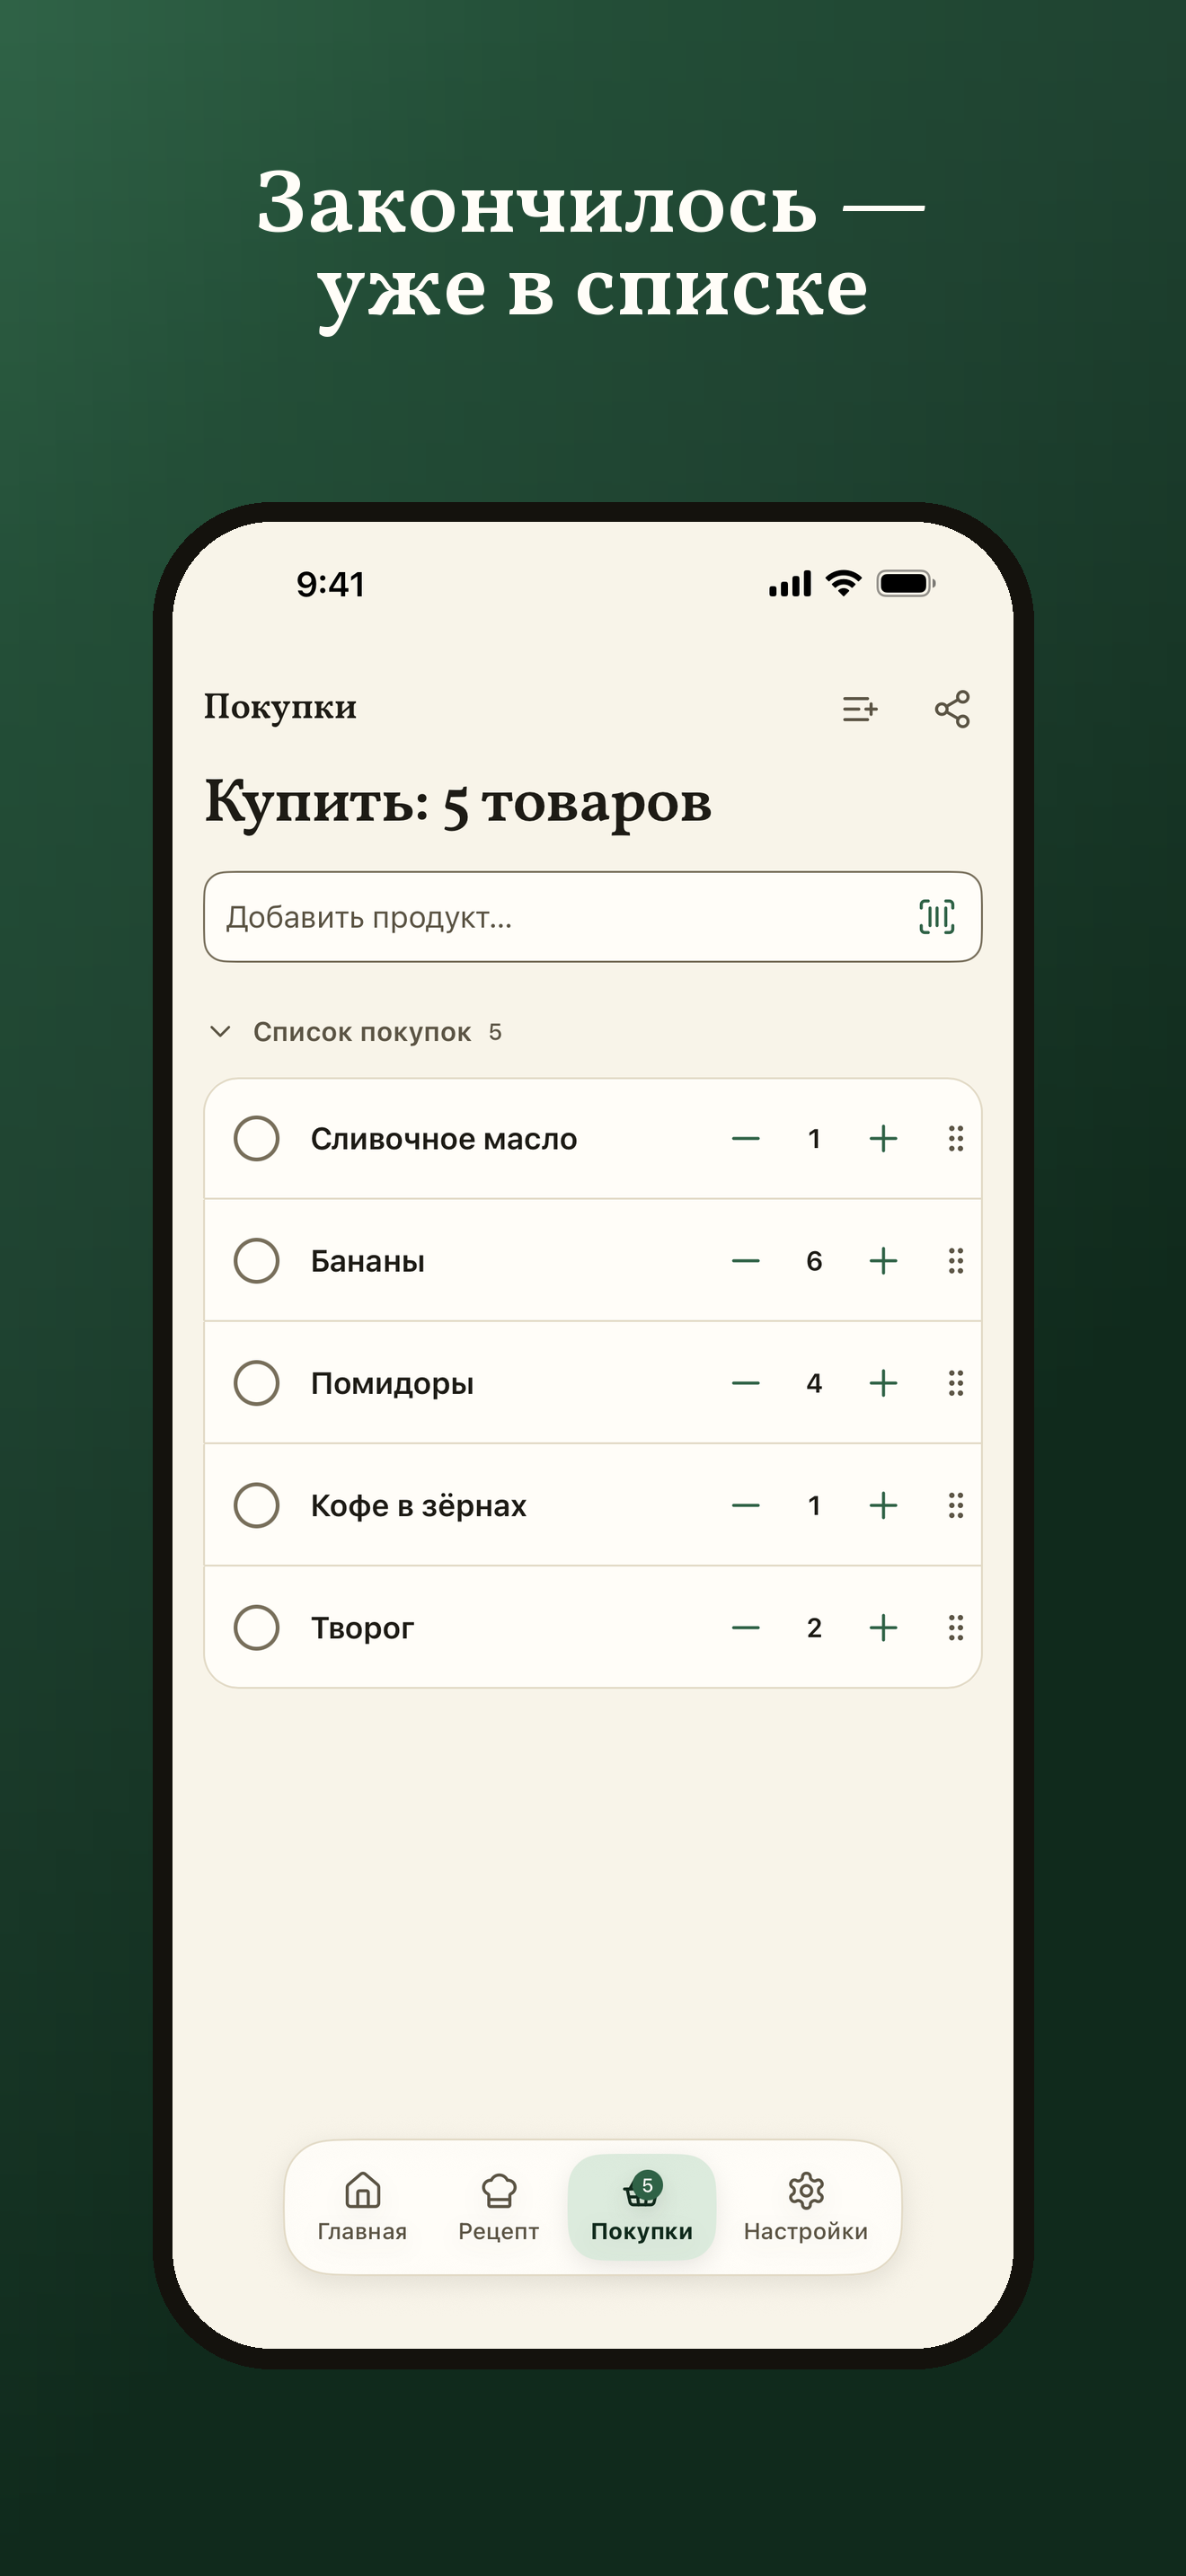 Закончилось —
уже в списке
9:41
Покупки
Купить: 5 товаров
Добавить продукт...
Список покупок 5
Сливочное масло 1
Бананы 6
Помидоры 4
Кофе в зёрнах 1
Творог 2
5
Главная Рецепт Покупки Настройки